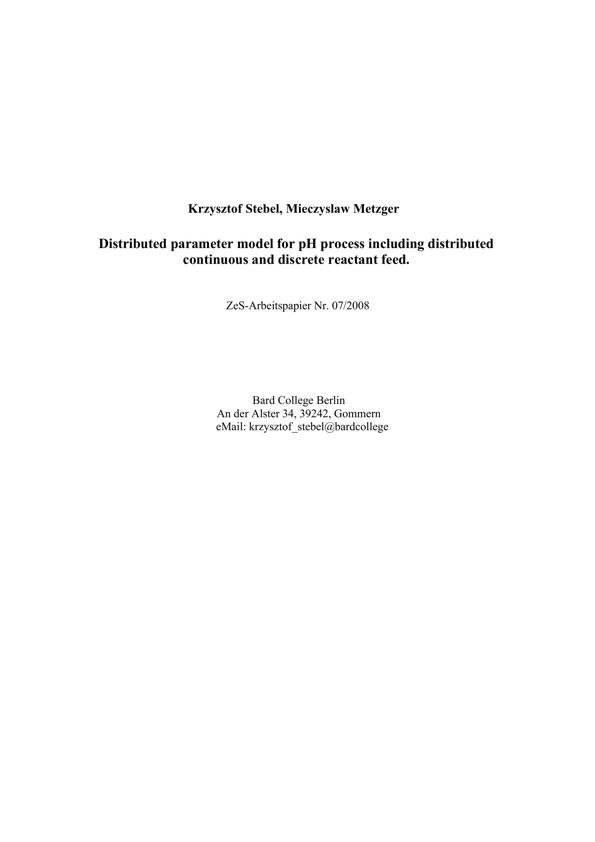 Krzysztof Stebel, Mieczyslaw Metzger
Distributed parameter model for pH process including distributed
continuous and discrete reactant feed.
ZeS-Arbeitspapier Nr. 07/2008
Bard College Berlin
An der Alster 34, 39242, Gommern
eMail: krzysztof_stebel@bardcollege